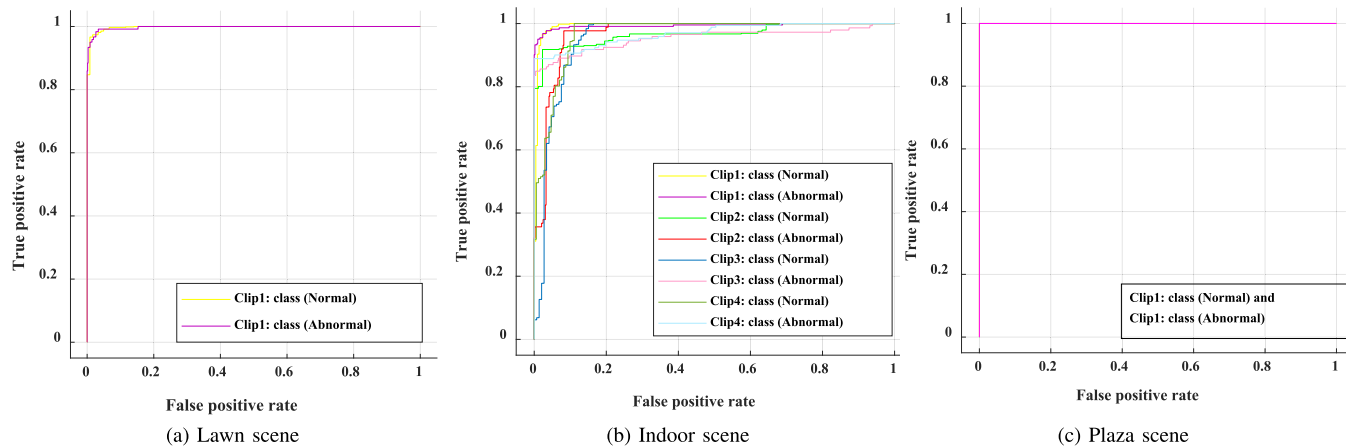 1
0.8
0.6
0.4
0.2
0
True positive rate
Clip1: class (Normal)
Clip1: class (Abnormal)
0
0.2
0.4
0.6
0.8
1
False positive rate
(a) Lawn scene
1
0.8
0.6
0.4
0.2
0
True positive rate
Clip1: class (Normal)
Clip1: class (Abnormal)
Clip2: class (Normal)
Clip2: class (Abnormal)
Clip3: class (Normal)
Clip3: class (Abnormal)
Clip4: class (Normal)
Clip4: class (Abnormal)
0
0.2
0.4
0.6
0.8
1
False positive rate
(b) Indoor scene
1
0.8
0.6
0.4
0.2
0
True positive rate
Clip1: class (Normal) and
Clip1: class (Abnormal)
0
0.2
0.4
0.6
0.8
1
False positive rate
(c) Plaza scene